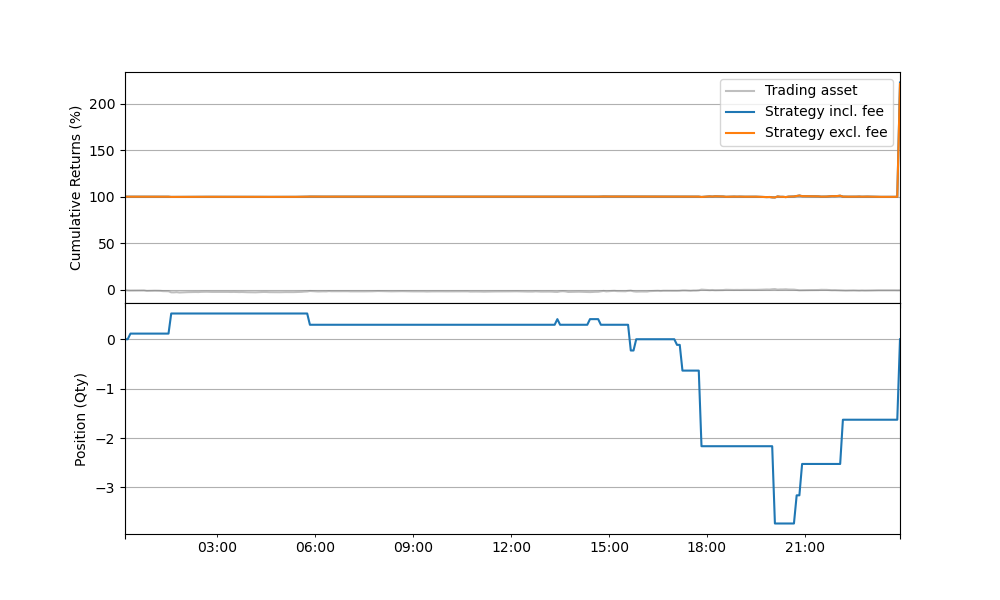 Cumulative Returns (%)
200
150
100
50
0
Trading asset
Strategy incl. fee
Strategy excl. fee
Position (Qty)
0
−1
−2
−3
03:00 06:00 09:00 12:00 15:00 18:00 21:00